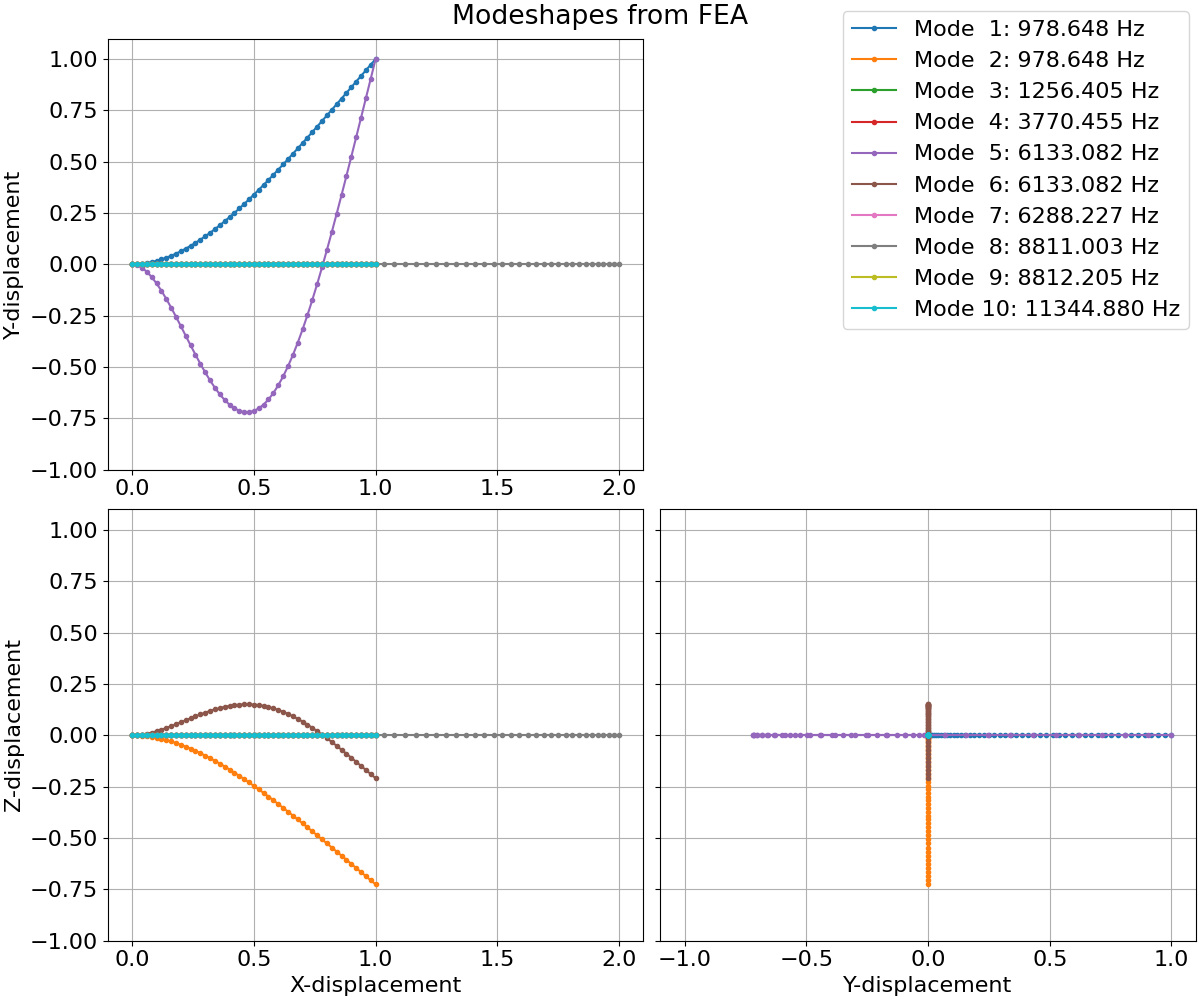 Modeshapes from FEA
Mode 1: 978.648 Hz
Mode 2: 978.648 Hz
Mode 3: 1256.405 Hz
Mode 4: 3770.455 Hz
Mode 5: 6133.082 Hz
Mode 6: 6133.082 Hz
Mode 7: 6288.227 Hz
Mode 8: 8811.003 Hz
Mode 9: 8812.205 Hz
Mode 10: 11344.880 Hz
Y-displacement
1.00
0.75
0.50
0.25
0.00
−0.25
−0.50
−0.75
−1.00
0.0 0.5 1.0 1.5 2.0
Z-displacement
1.00
0.75
0.50
0.25
0.00
−0.25
−0.50
−0.75
−1.00
0.0 0.5 1.0 1.5 2.0
X-displacement
−1.0 −0.5 0.0 0.5 1.0
Y-displacement